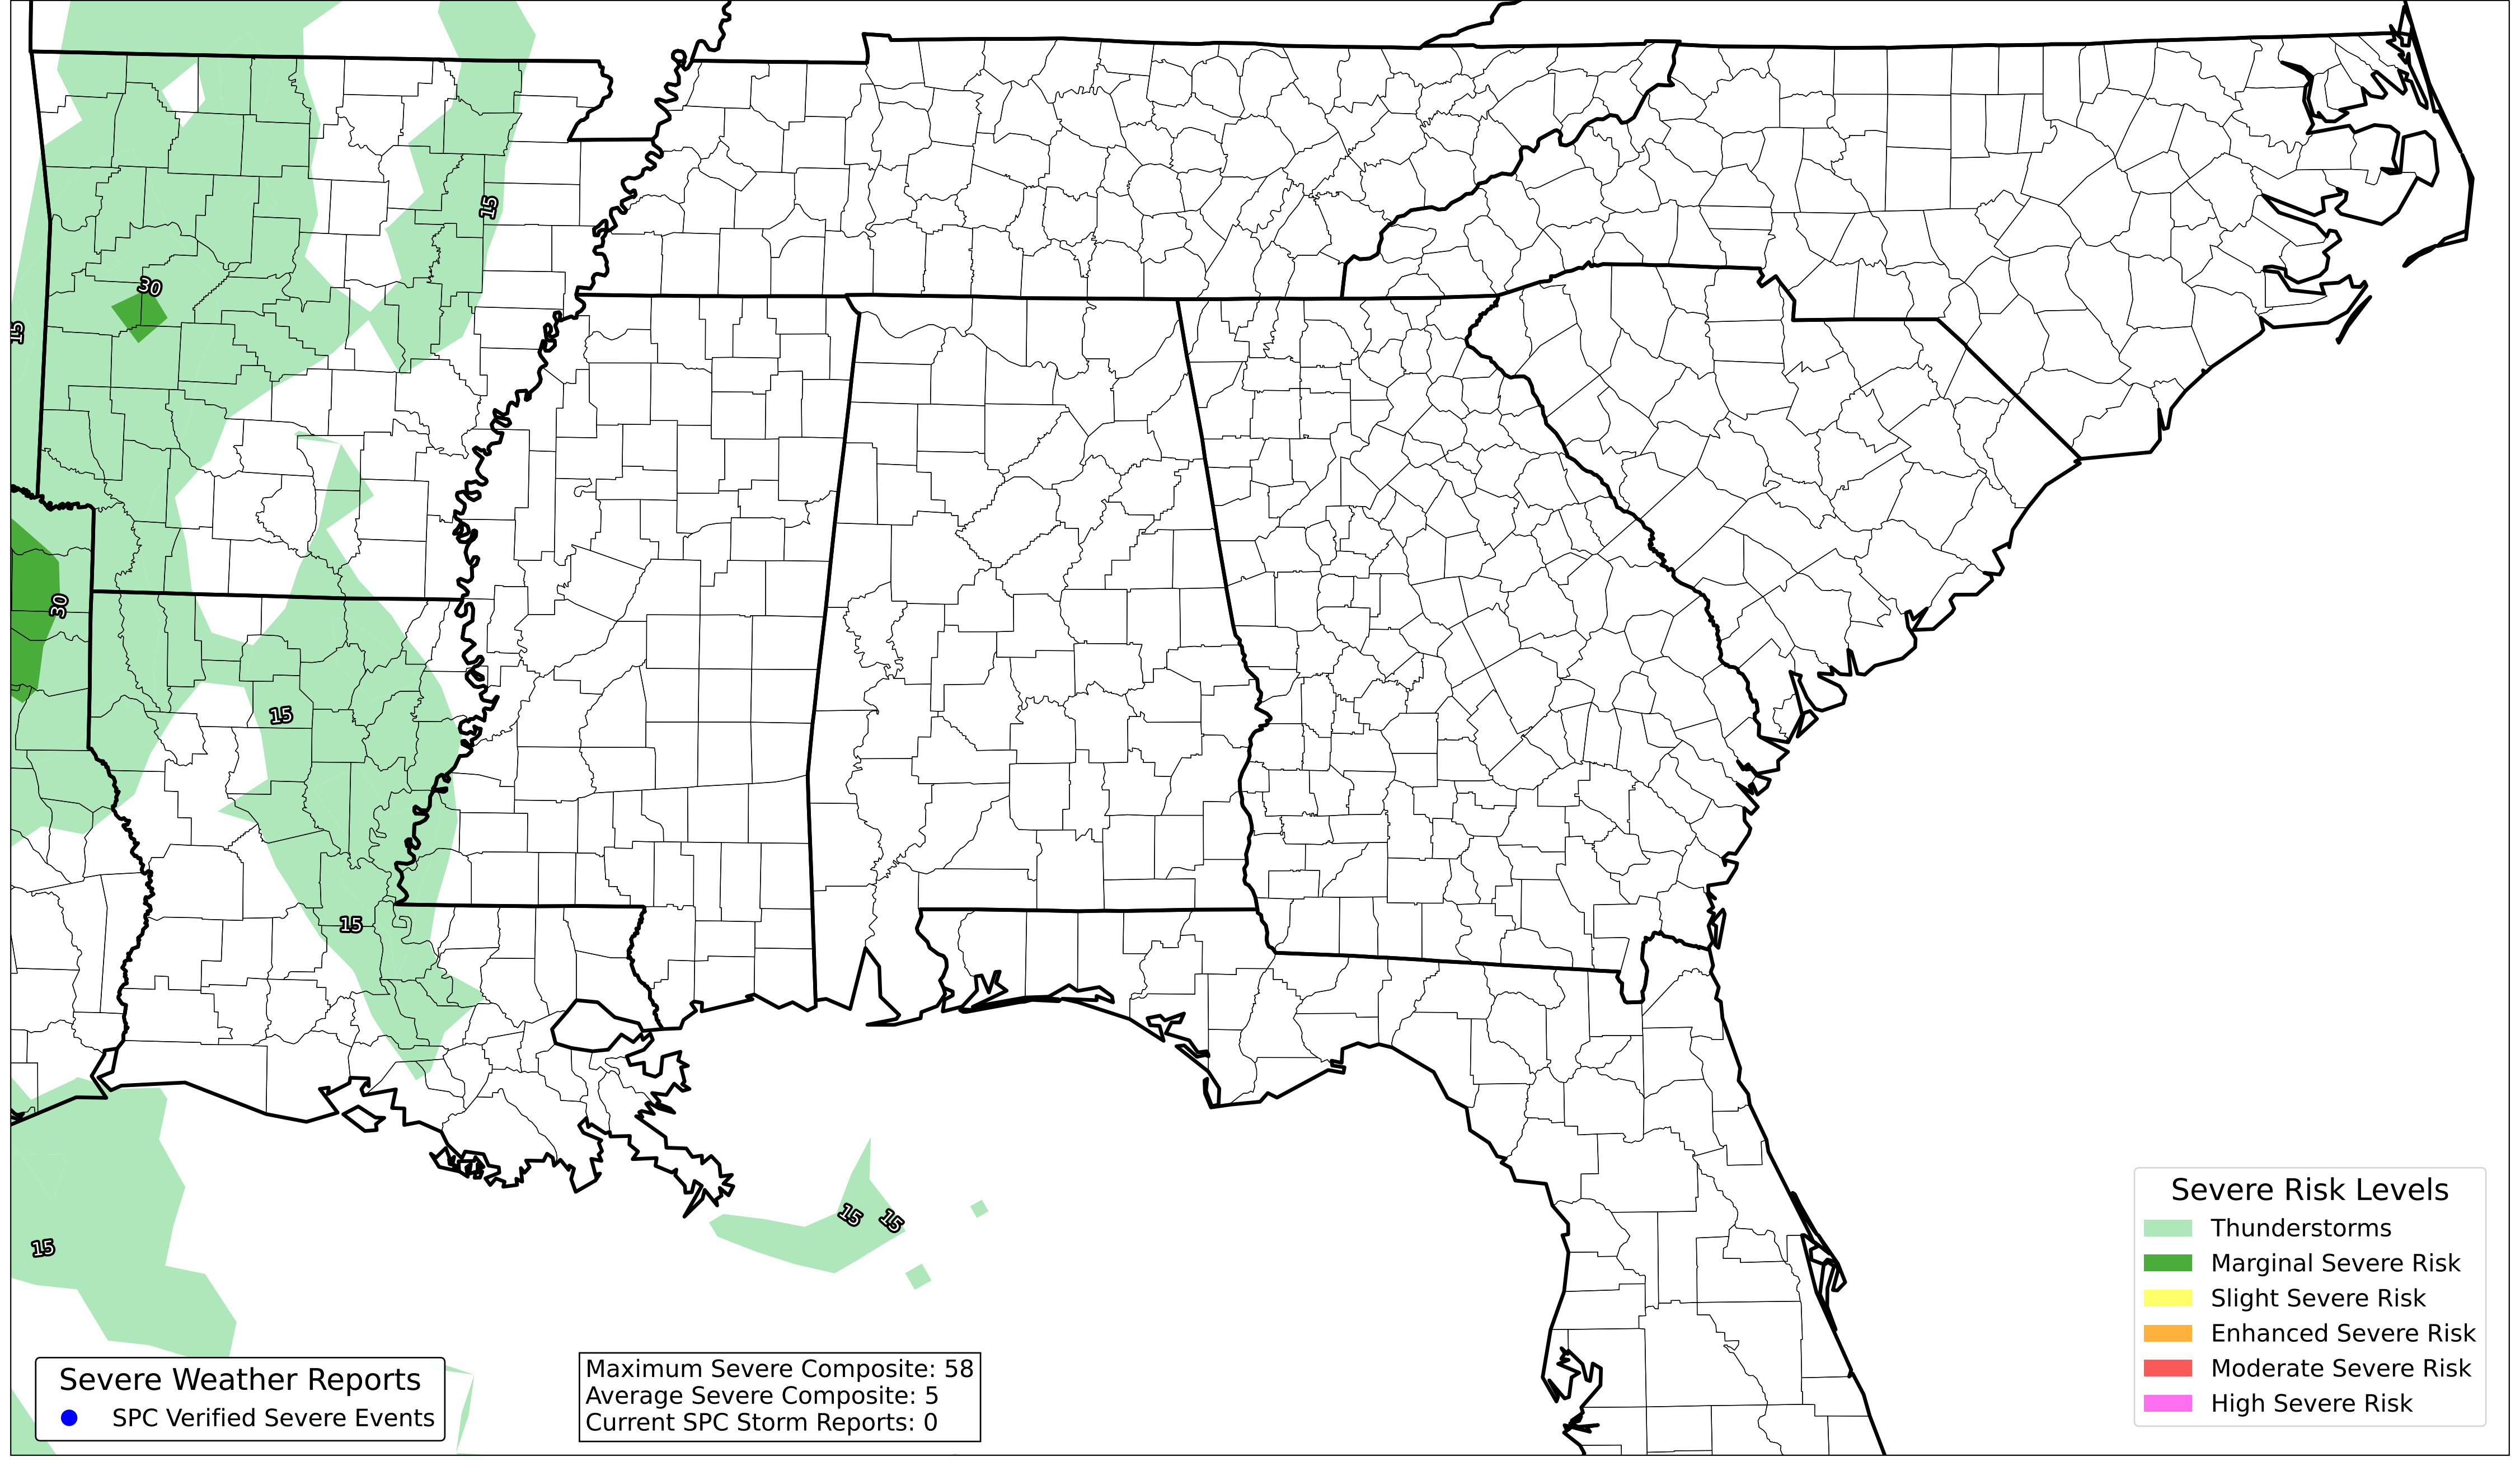 15
30
15
30
15
15
15
15
15
Severe Risk Levels
Thunderstorms
Marginal Severe Risk
Slight Severe Risk
Enhanced Severe Risk
Moderate Severe Risk
High Severe Risk
Severe Weather Reports
SPC Verified Severe Events
Maximum Severe Composite: 58
Average Severe Composite: 5
Current SPC Storm Reports: 0